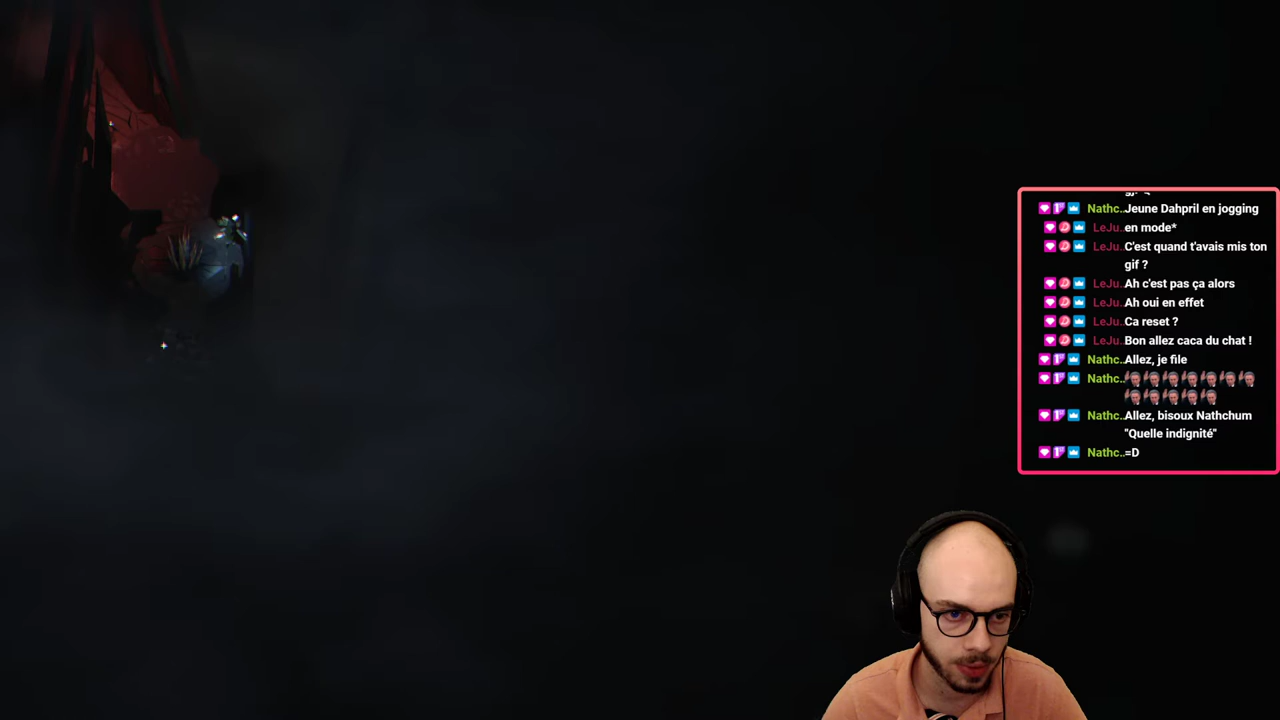 Nathc.. Jeune Dahpril en jogging
LeJu.. en mode*
LeJu.. C'est quand t'avais mis ton
gif ?
LeJu.. Ah c'est pas ça alors
LeJu.. Ah oui en effet
LeJu.. Ca reset ?
LeJu.. Bon allez caca du chat !
Nathc.. Allez, je file
Nathc..
Nathc.. Allez, bisoux Nathchum
"Quelle indignité"
Nathc.. =D